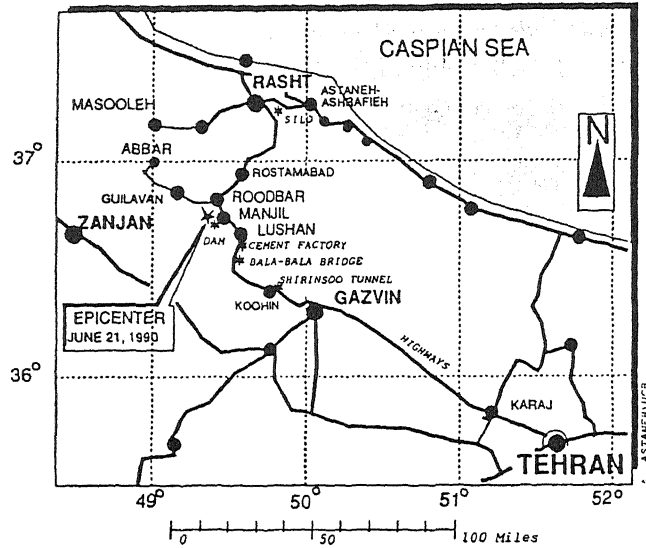 CASPIAN SEA
RASHT
ASTANEH-
ASHRAFIEH
MASOOLEH
SILO
N
37°
ABBAR
ROSTAMABAD
GUILAVAN
ROODBAR
ZANJAN
MANJIL
DAM
LUSHAN
CEMENT FACTORY
BALA-BALA BRIDGE
SHIRINSOO TUNNEL
KOOHIN
GAZVIN
EPICENTER
JUNE 21, 1990
HIGHWAYS
36°
KARAJ
TEHRAN
49°
50°
51°
52°
0
50
100 Miles